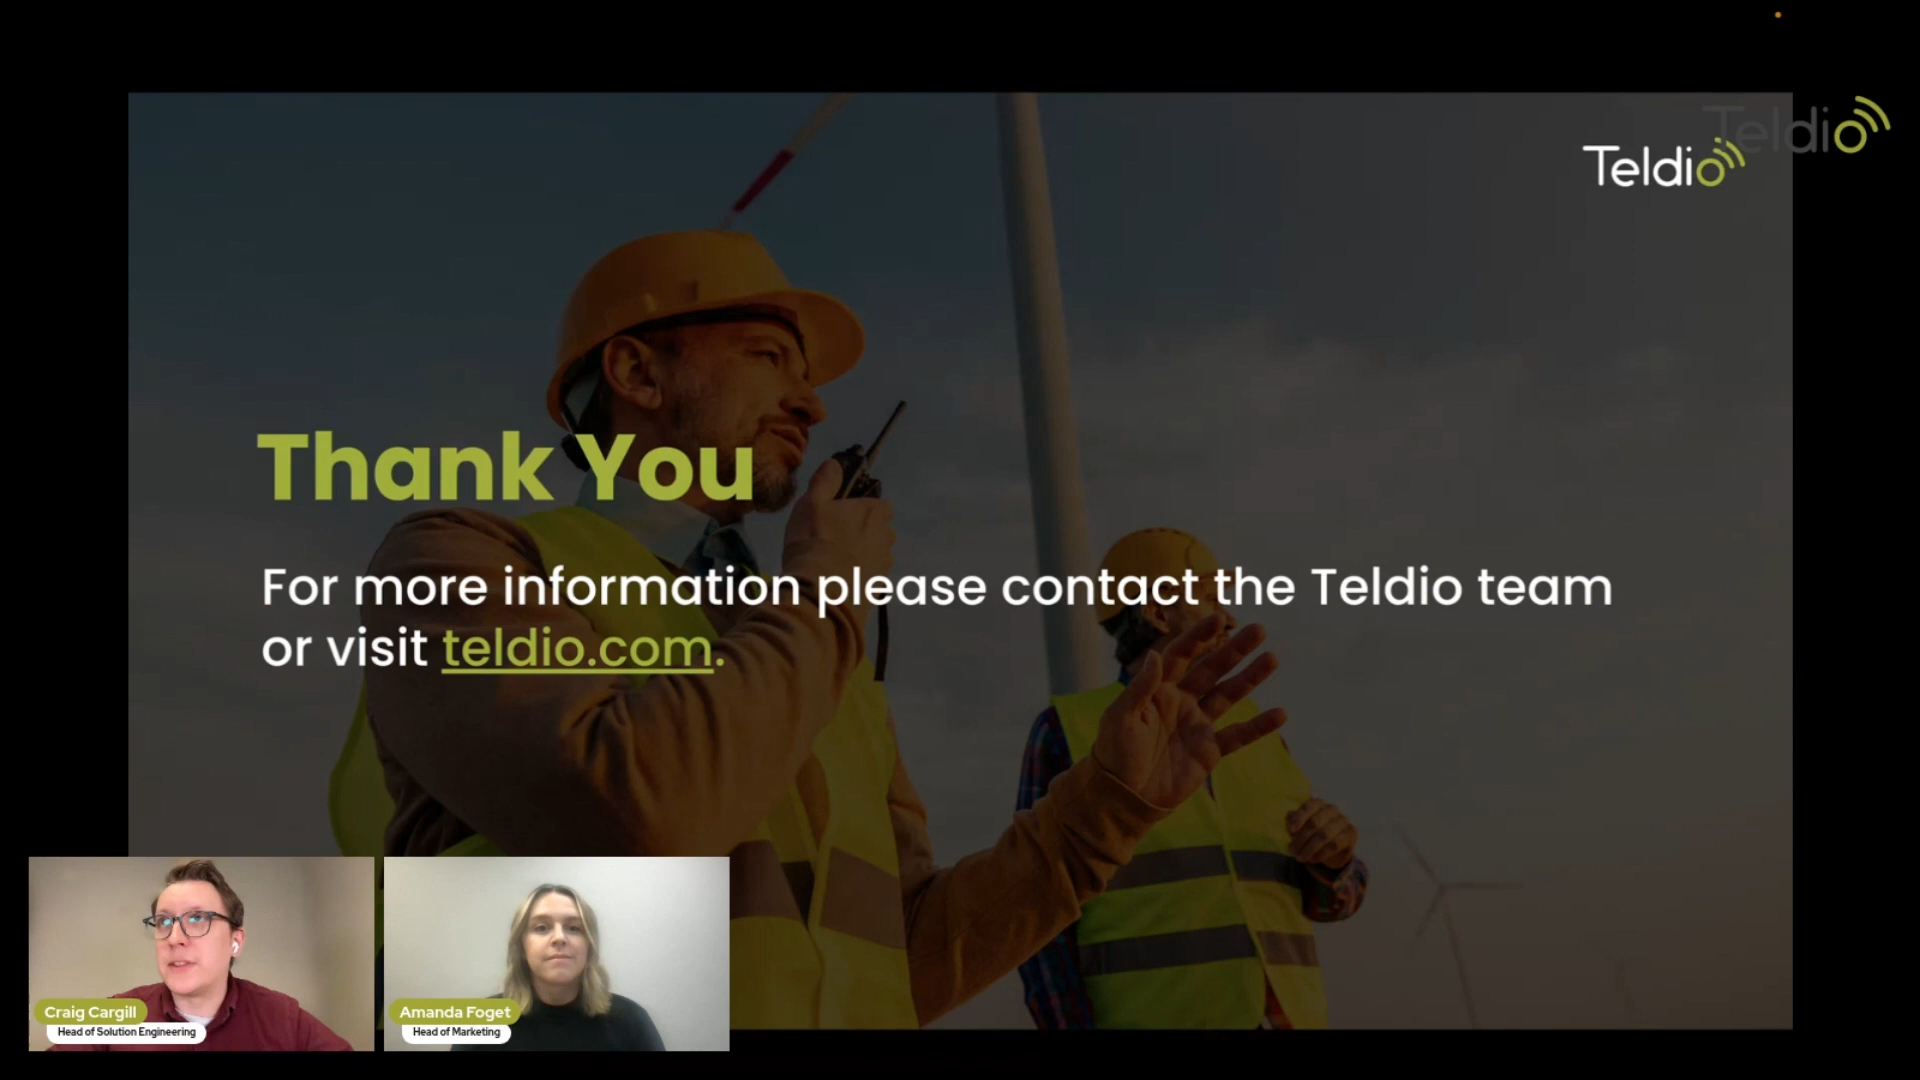 Teldio
Teldio
Thank You
For more information please contact the Teldio team
or visit teldio.com.
Craig Cargill
Head of Solution Engineering
Amanda Foget
Head of Marketing